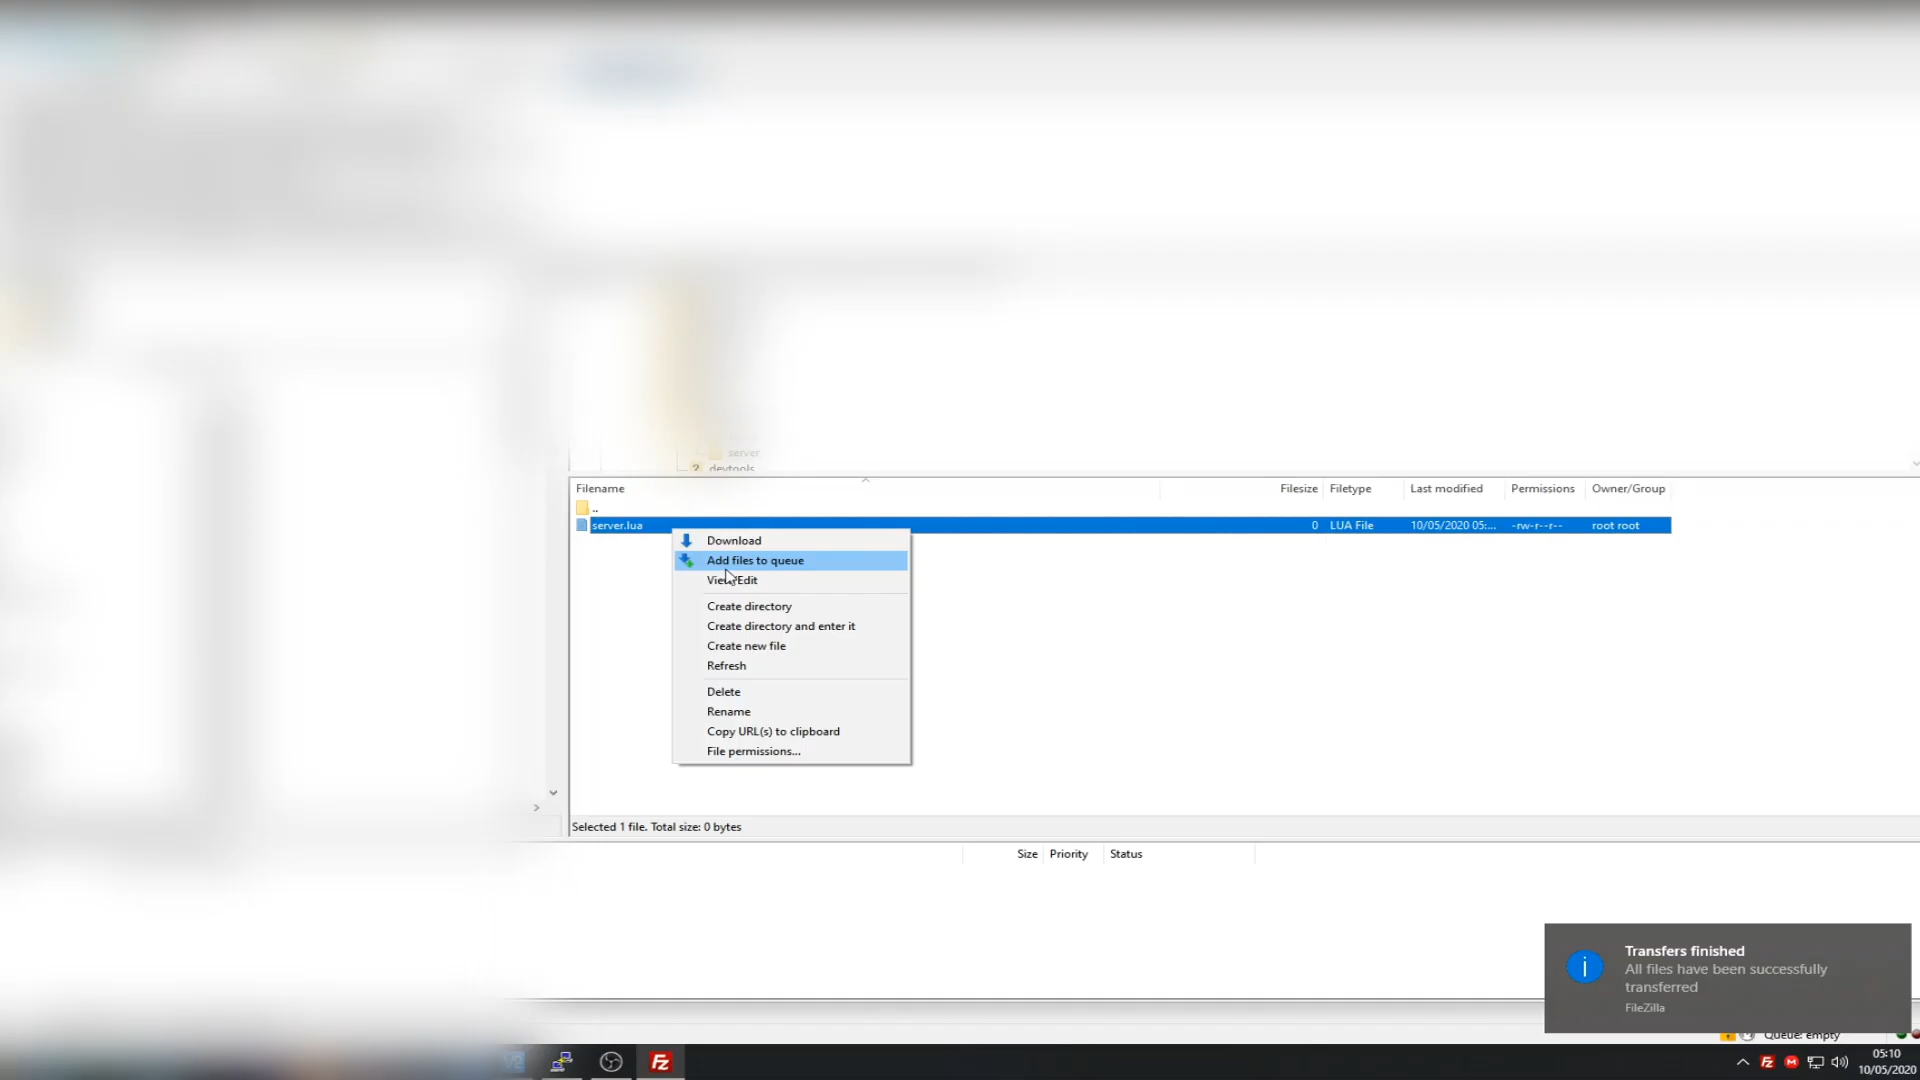 server
devtools
Filename Filesize Filetype Last modified Permissions Owner/Group
..
server.lua 0 LUA File 10/05/2020 05:... -rw-r--r-- root root
Download
Add files to queue
View/Edit
Create directory
Create directory and enter it
Create new file
Refresh
Delete
Rename
Copy URL(s) to clipboard
File permissions...
Selected 1 file. Total size: 0 bytes
Size Priority Status
Transfers finished
All files have been successfully
transferred
FileZilla
Queue: empty
05:10
10/05/2020